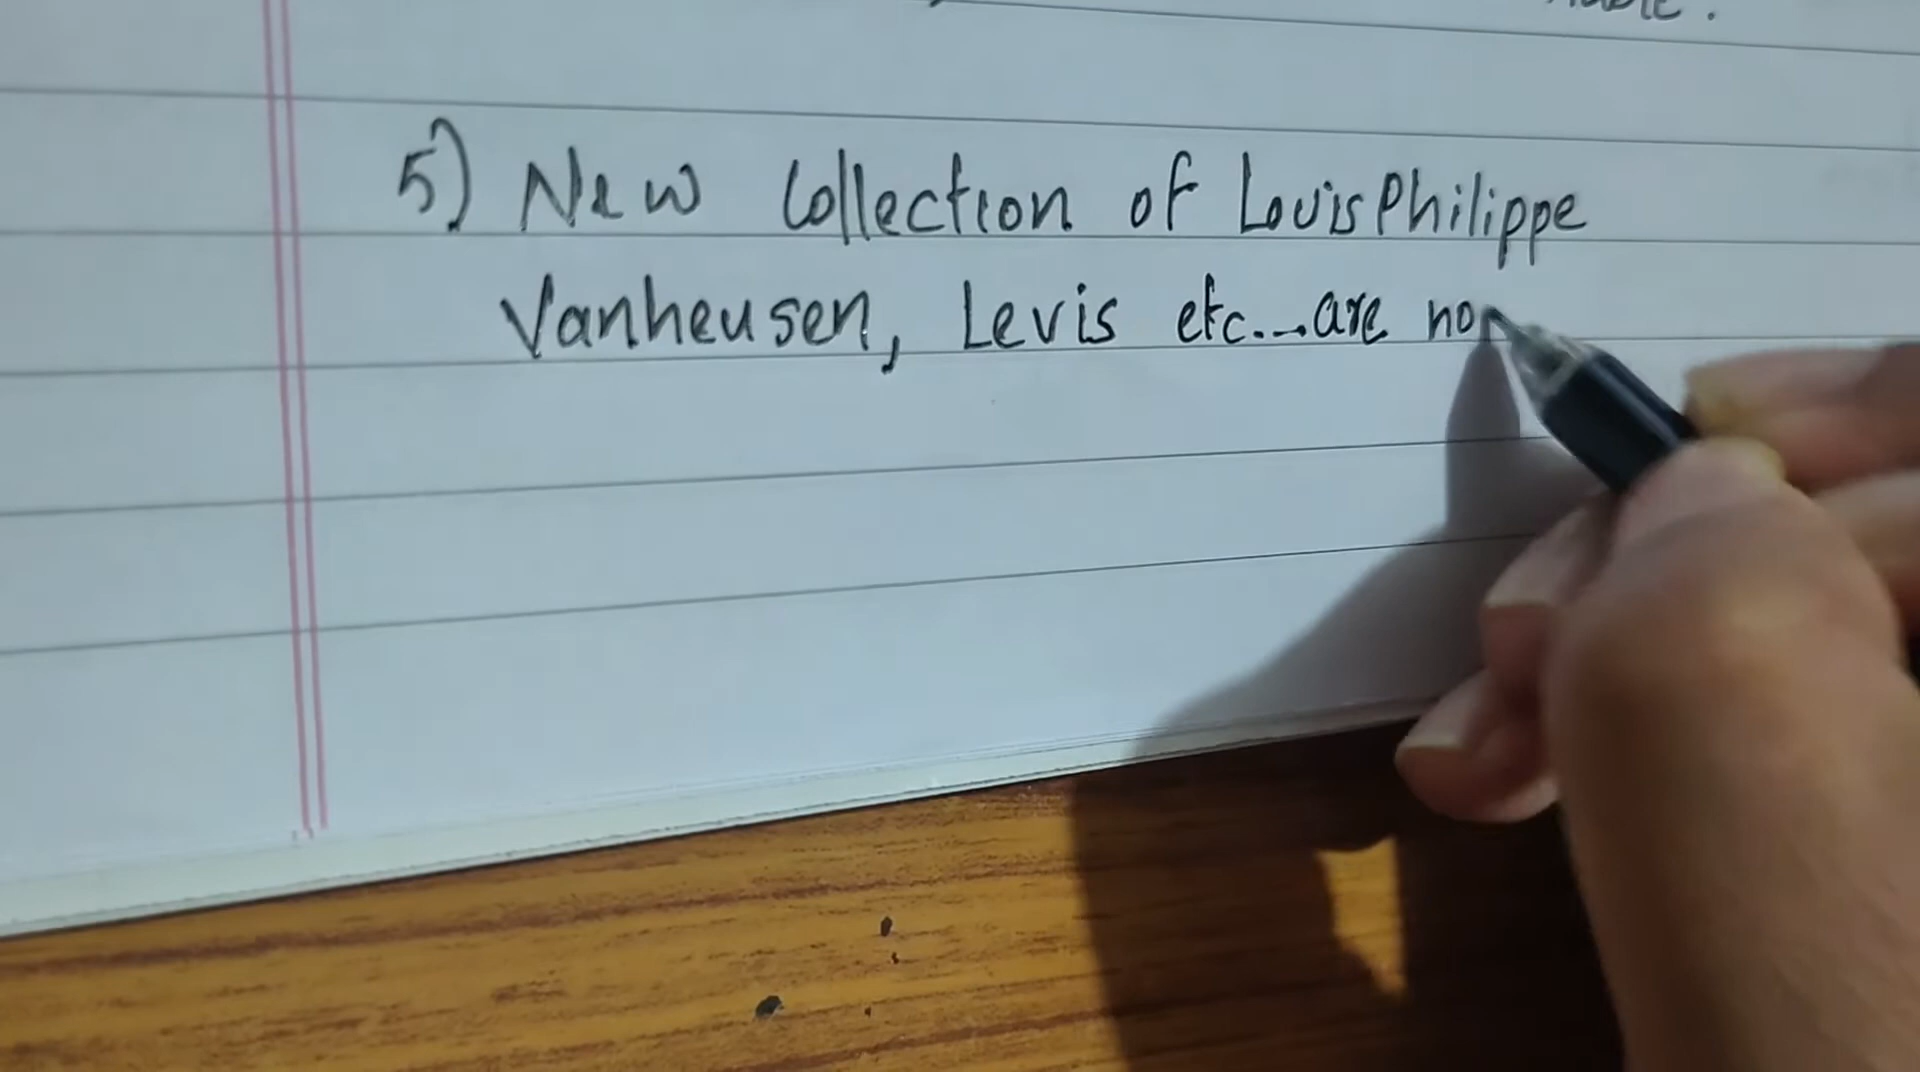 5) New Collection of Louis Philippe
Vanheusen, Levis etc...are no